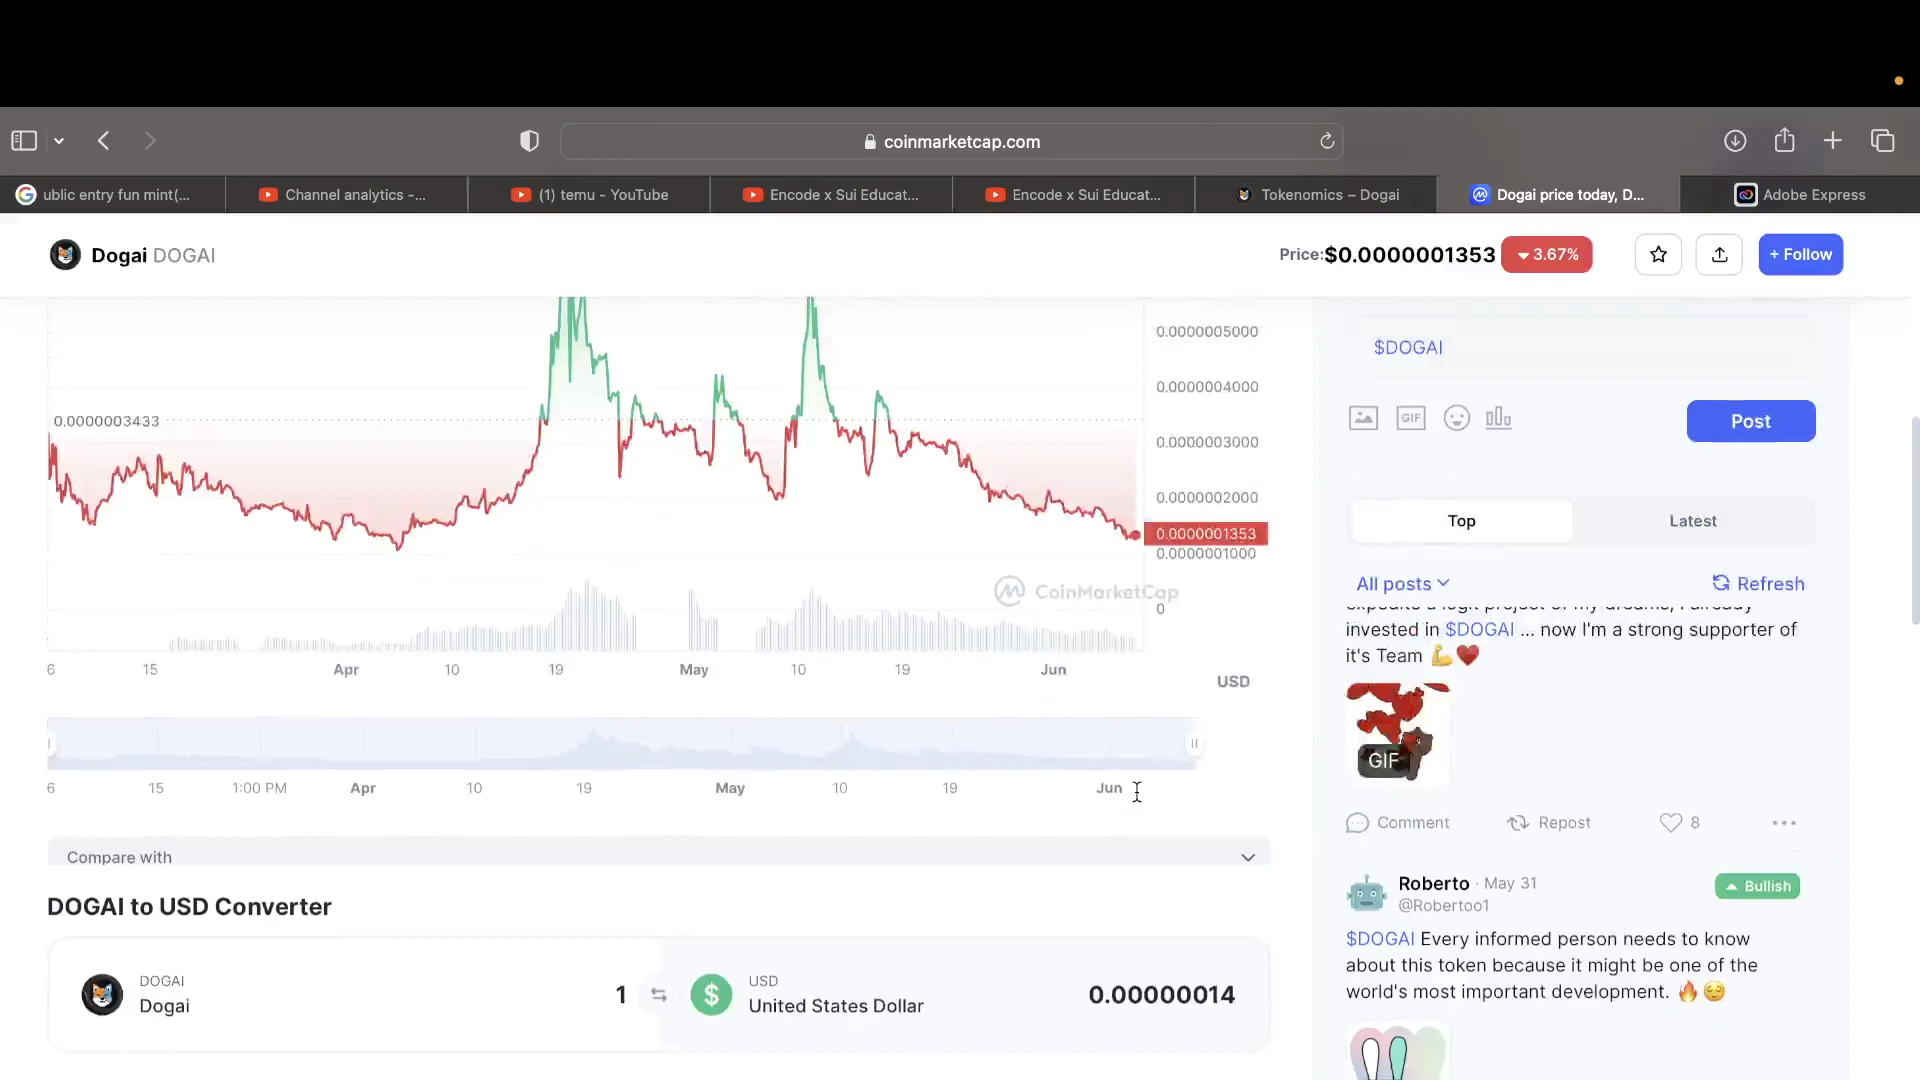 coinmarketcap.com
ublic entry fun mint(...
Channel analytics -...
(1) temu - YouTube
Encode x Sui Educat...
Encode x Sui Educat...
Tokenomics – Dogai
Dogai price today, D...
Adobe Express
Dogai DOGAI
Price:$0.0000001353
3.67%
+ Follow
0.0000005000
0.0000004000
0.0000003433
0.0000003000
0.0000002000
0.0000001353
0.0000001000
CoinMarketCap
0
6 15 Apr 10 19 May 10 19 Jun
USD
6 15 1:00 PM Apr 10 19 May 10 19 Jun
Compare with
DOGAI to USD Converter
DOGAI
Dogai
1
$
USD
United States Dollar
0.00000014
$DOGAI
GIF
Post
Top
Latest
All posts
Refresh
invested in $DOGAI ... now I'm a strong supporter of
it's Team 💪❤️
GIF
Comment
Repost
8
Roberto · May 31
@Robertoo1
Bullish
$DOGAI Every informed person needs to know
about this token because it might be one of the
world's most important development. 🔥😌